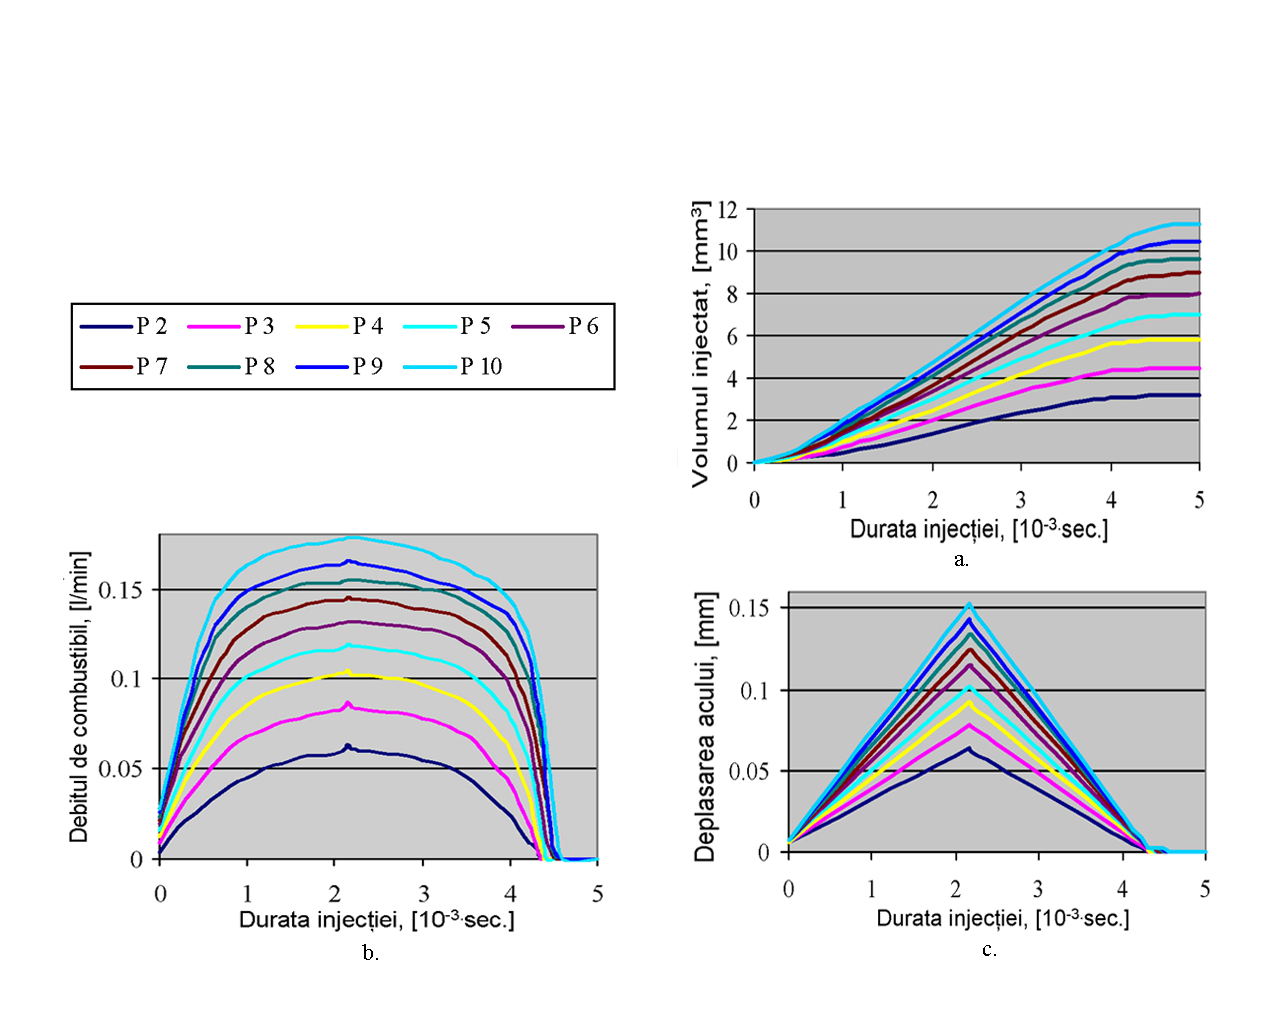 P 2 P 3 P 4 P 5 P 6
P 7 P 8 P 9 P 10
Volumul injectat, [mm³]
12
10
8
6
4
2
0
0 1 2 3 4 5
Durata injecției, [10⁻³·sec.]
a.
Debitul de combustibil, [l/min]
0.15
0.1
0.05
0
0 1 2 3 4 5
Durata injecției, [10⁻³·sec.]
b.
Deplasarea acului, [mm]
0.15
0.1
0.05
0
0 1 2 3 4 5
Durata injecției, [10⁻³·sec.]
c.